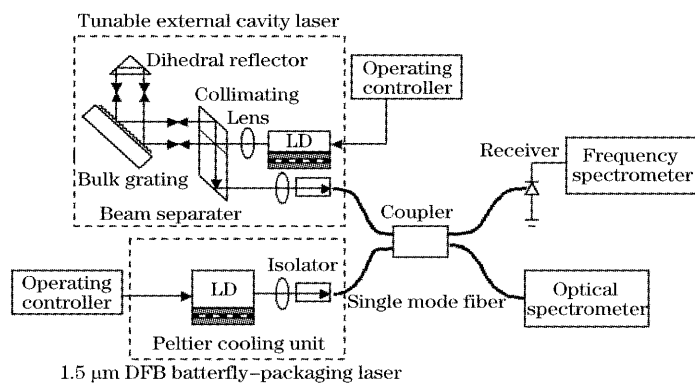 Tunable external cavity laser
Dihedral reflector
Collimating
Lens
LD
Bulk grating
Beam separater
Operating
controller
Receiver
Frequency
spectrometer
Coupler
Operating
controller
LD
Isolator
Peltier cooling unit
Single mode fiber
Optical
spectrometer
1.5 μm DFB batterfly-packaging laser